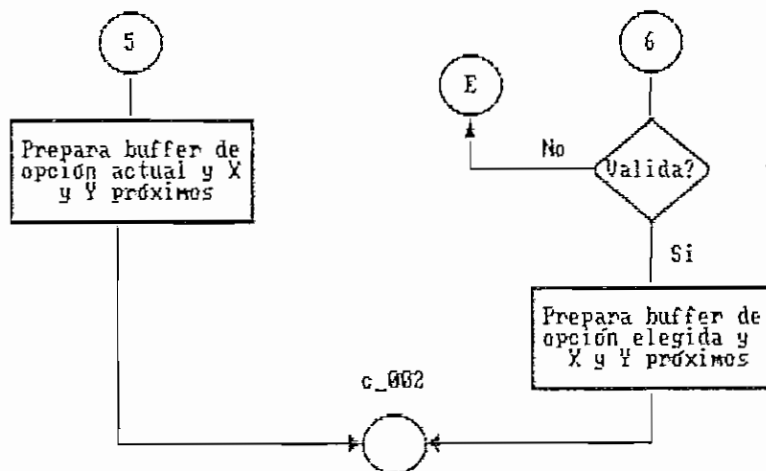 5
6
E
Prepara buffer de
opción actual y X
y Y próximos
No
Valida?
Si
Prepara buffer de
opción elegida y
X y Y próximos
c_002